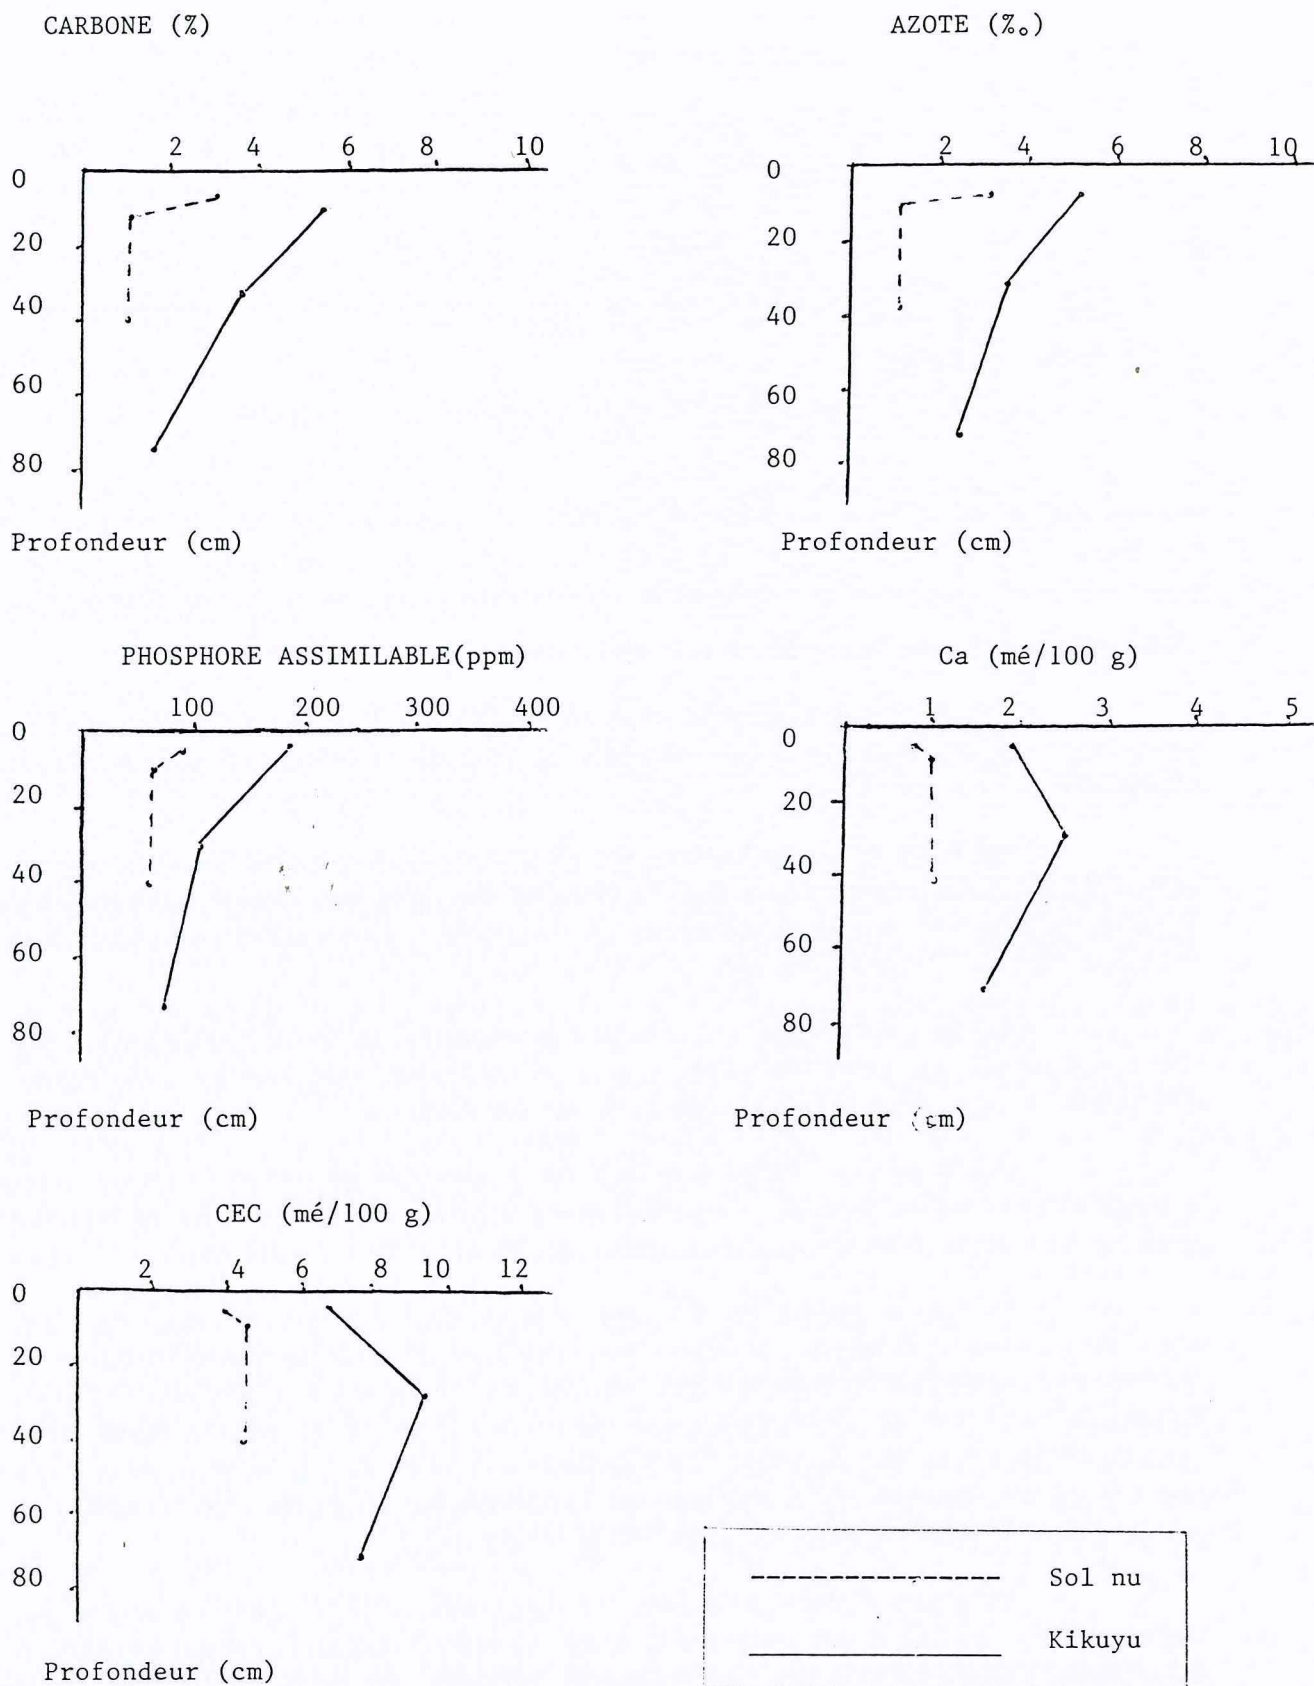 CARBONE (%)
2 4 6 8 10
0
20
40
60
80
Profondeur (cm)
AZOTE (‰)
2 4 6 8 10
0
20
40
60
80
Profondeur (cm)
PHOSPHORE ASSIMILABLE(ppm)
100 200 300 400
0
20
40
60
80
Profondeur (cm)
Ca (mé/100 g)
1 2 3 4 5
0
20
40
60
80
Profondeur (cm)
CEC (mé/100 g)
2 4 6 8 10 12
0
20
40
60
80
Profondeur (cm)
Sol nu
Kikuyu